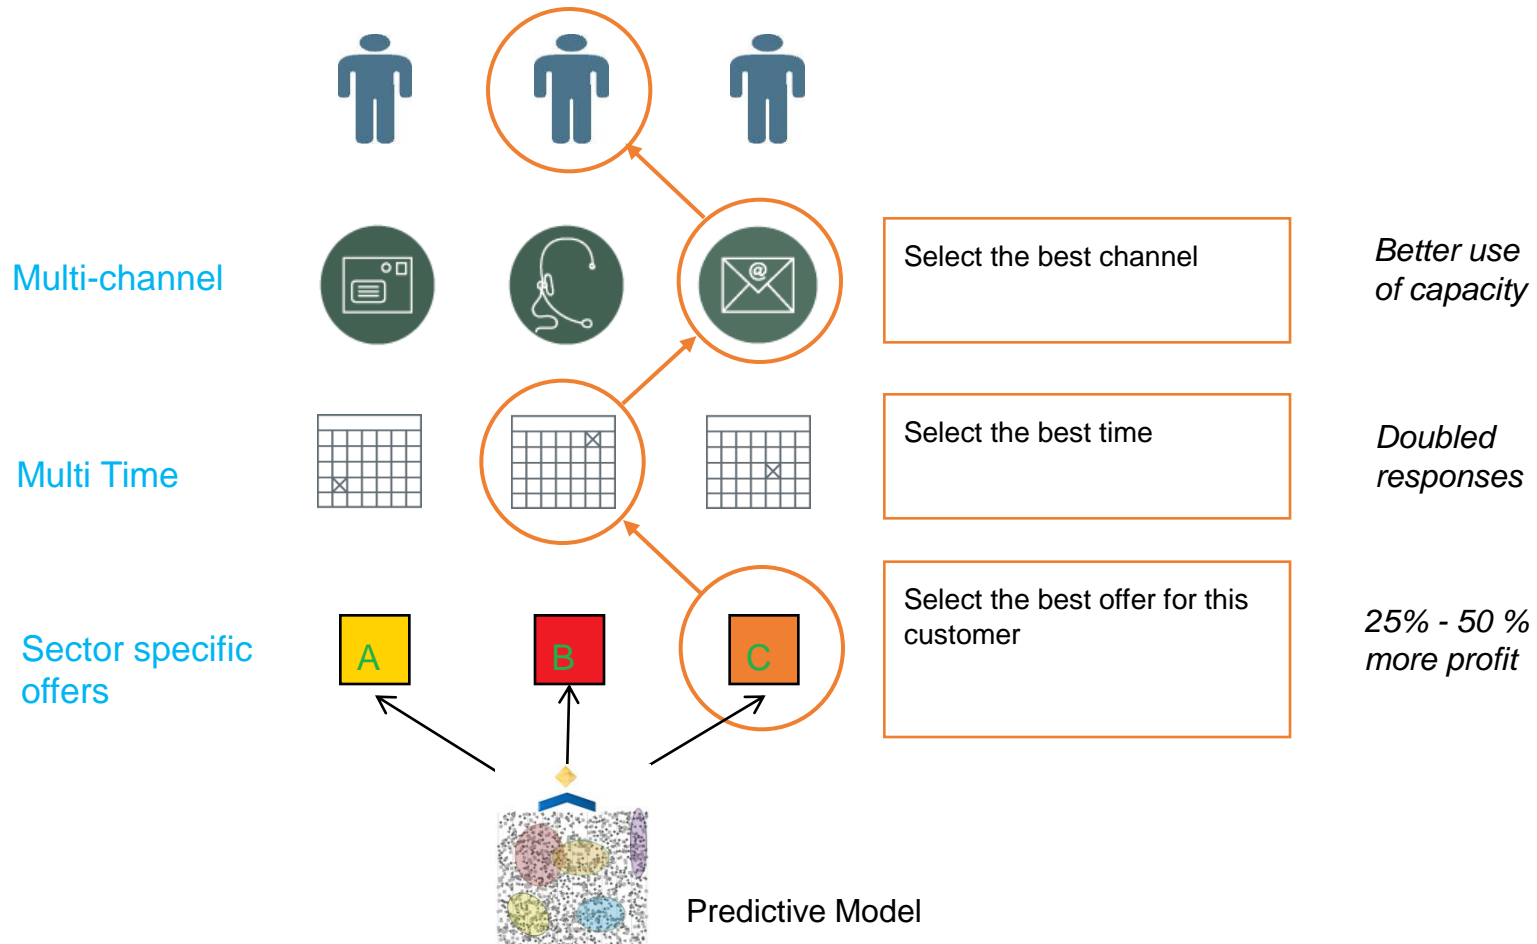 Multi-channel
@
Select the best channel
Better use
of capacity
Multi Time
Select the best time
Doubled
responses
Sector specific
offers
A
B
C
Select the best offer for this
customer
25% - 50 %
more profit
Predictive Model